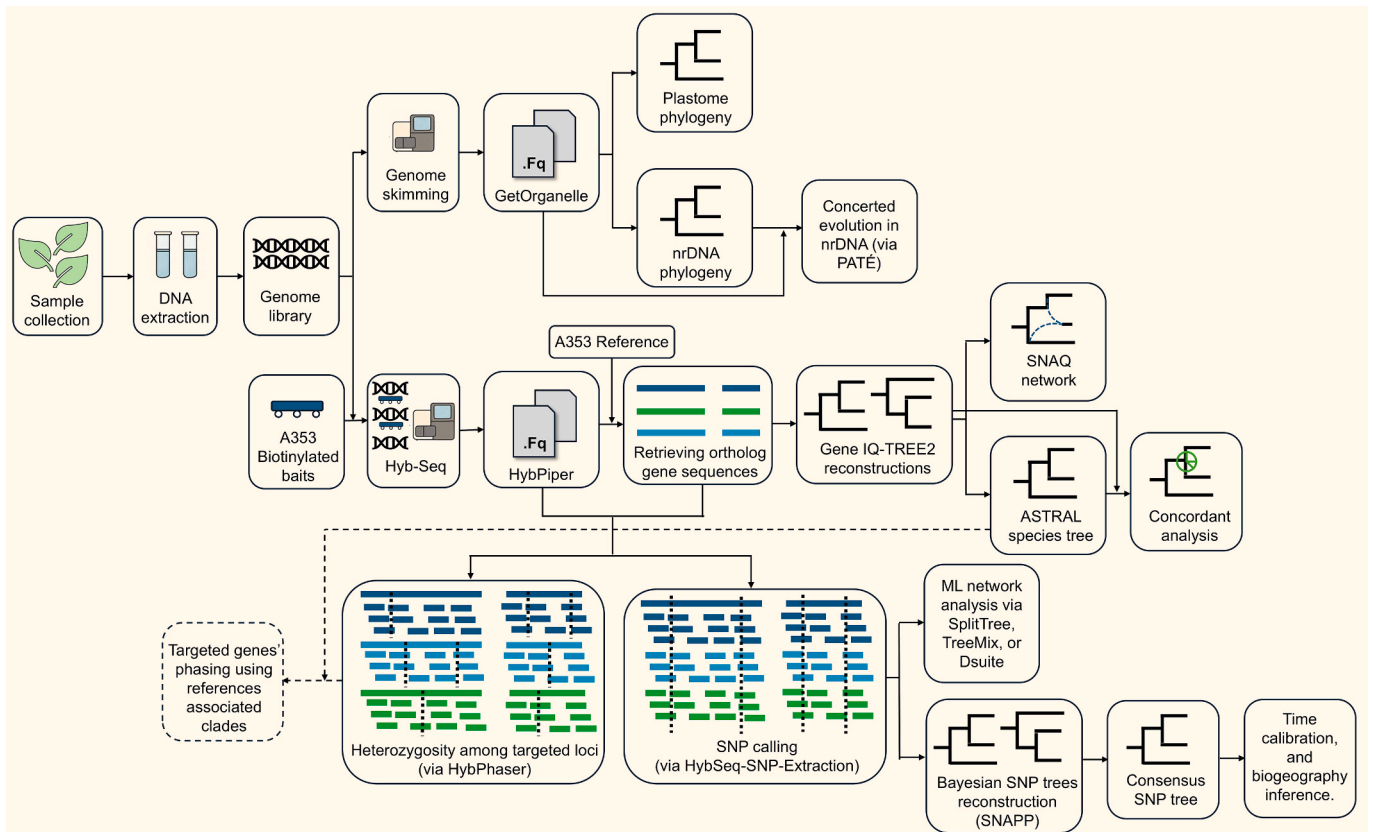 Plastome
phylogeny
Genome
skimming
.Fq
GetOrganelle
nrDNA
phylogeny
Concerted
evolution in
nrDNA (via
PATÉ)
Sample
collection
DNA
extraction
Genome
library
A353 Reference
SNAQ
network
A353
Biotinylated
baits
Hyb-Seq
.Fq
HybPiper
Retrieving ortholog
gene sequences
Gene IQ-TREE2
reconstructions
ASTRAL
species tree
Concordant
analysis
Targeted genes'
phasing using
references
associated
clades
Heterozygosity among targeted loci
(via HybPhaser)
SNP calling
(via HybSeq-SNP-Extraction)
ML network
analysis via
SplitTree,
TreeMix, or
Dsuite
Bayesian SNP trees
reconstruction
(SNAPP)
Consensus
SNP tree
Time
calibration,
and
biogeography
inference.